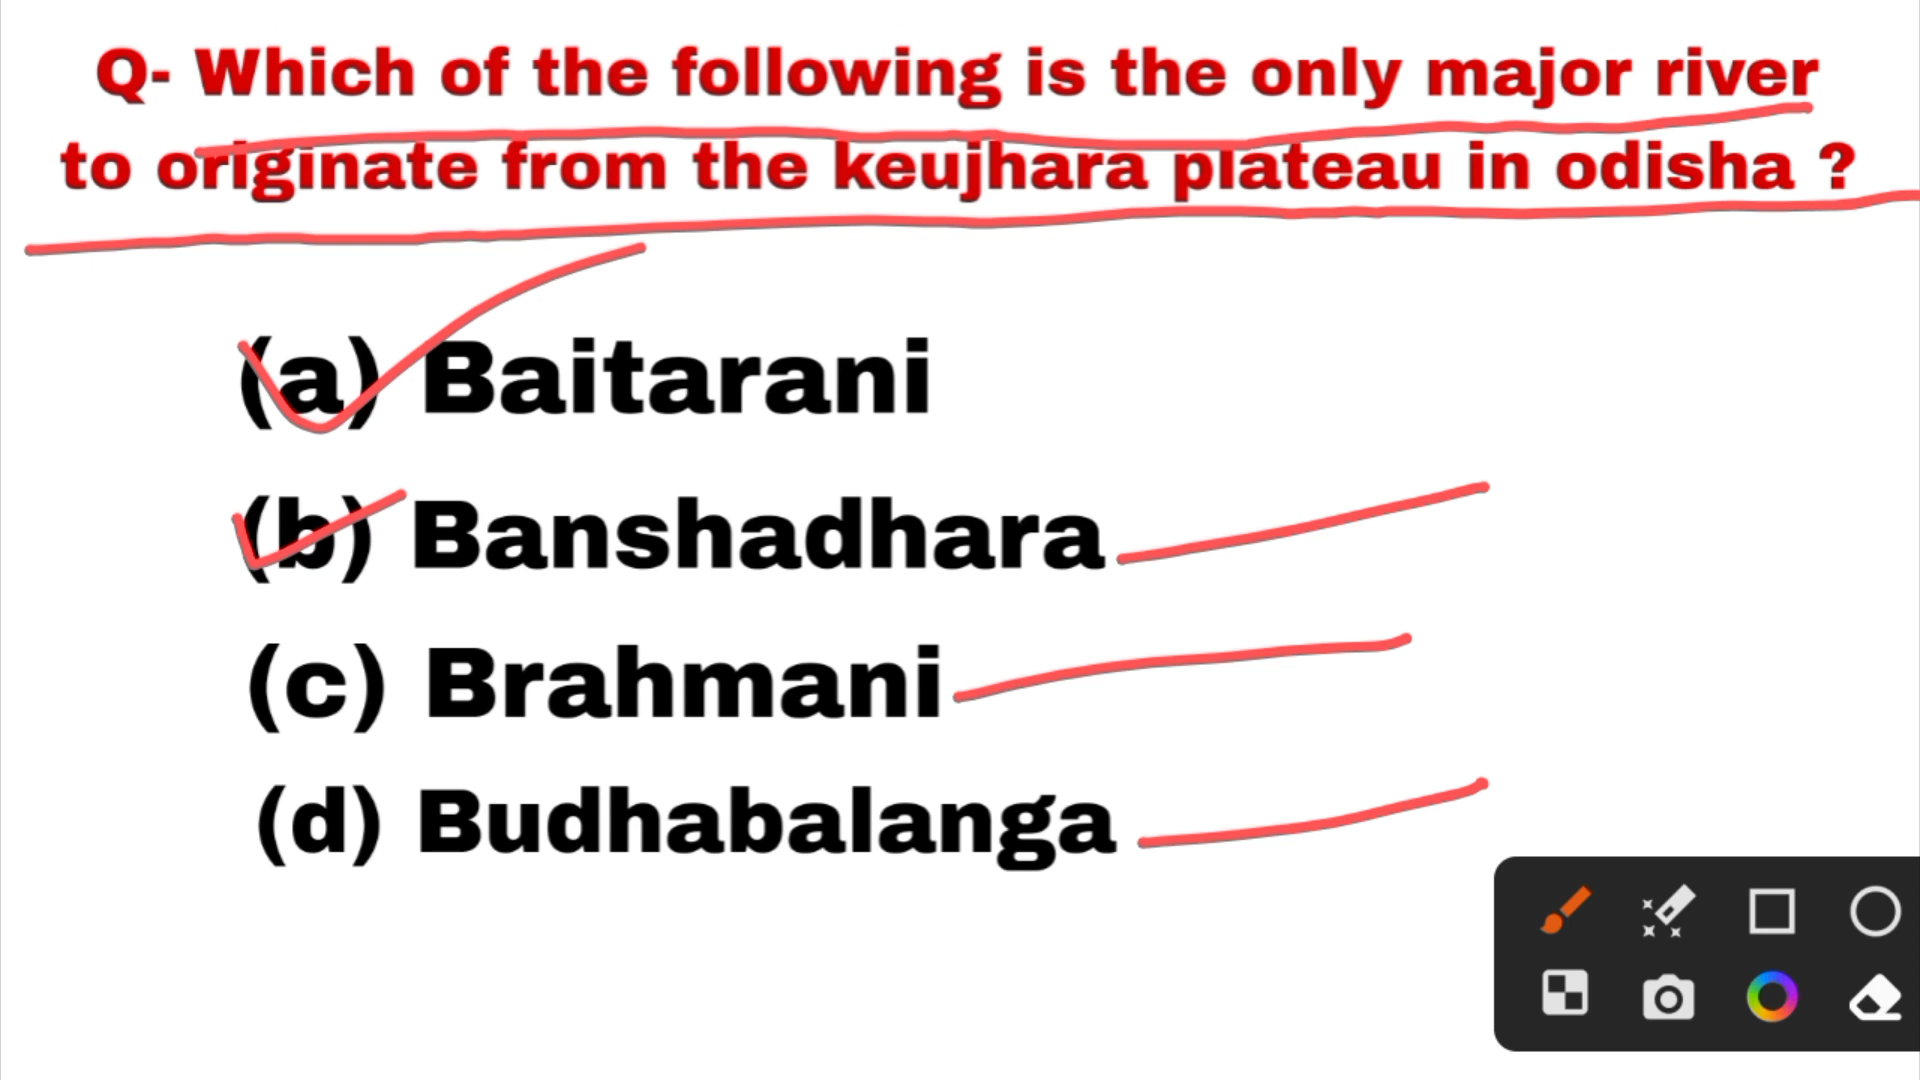 Q- Which of the following is the only major river
to originate from the keujhara plateau in odisha ?
(a) Baitarani
(b) Banshadhara
(c) Brahmani
(d) Budhabalanga